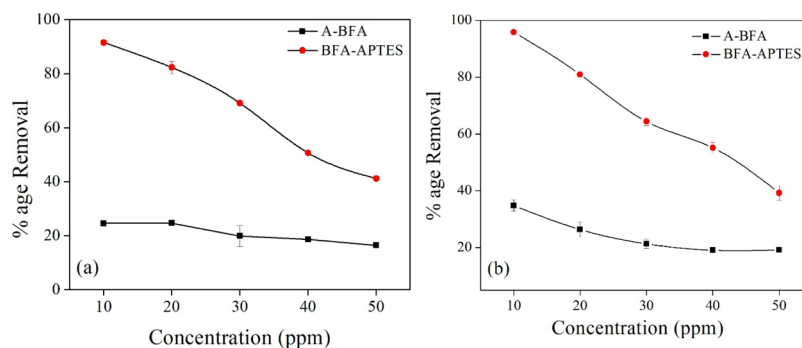 100
80
60
40
20
0
% age Removal
A-BFA
BFA-APTES
(a)
10 20 30 40 50
Concentration (ppm)
100
80
60
40
20
% age Removal
A-BFA
BFA-APTES
(b)
10 20 30 40 50
Concentration (ppm)